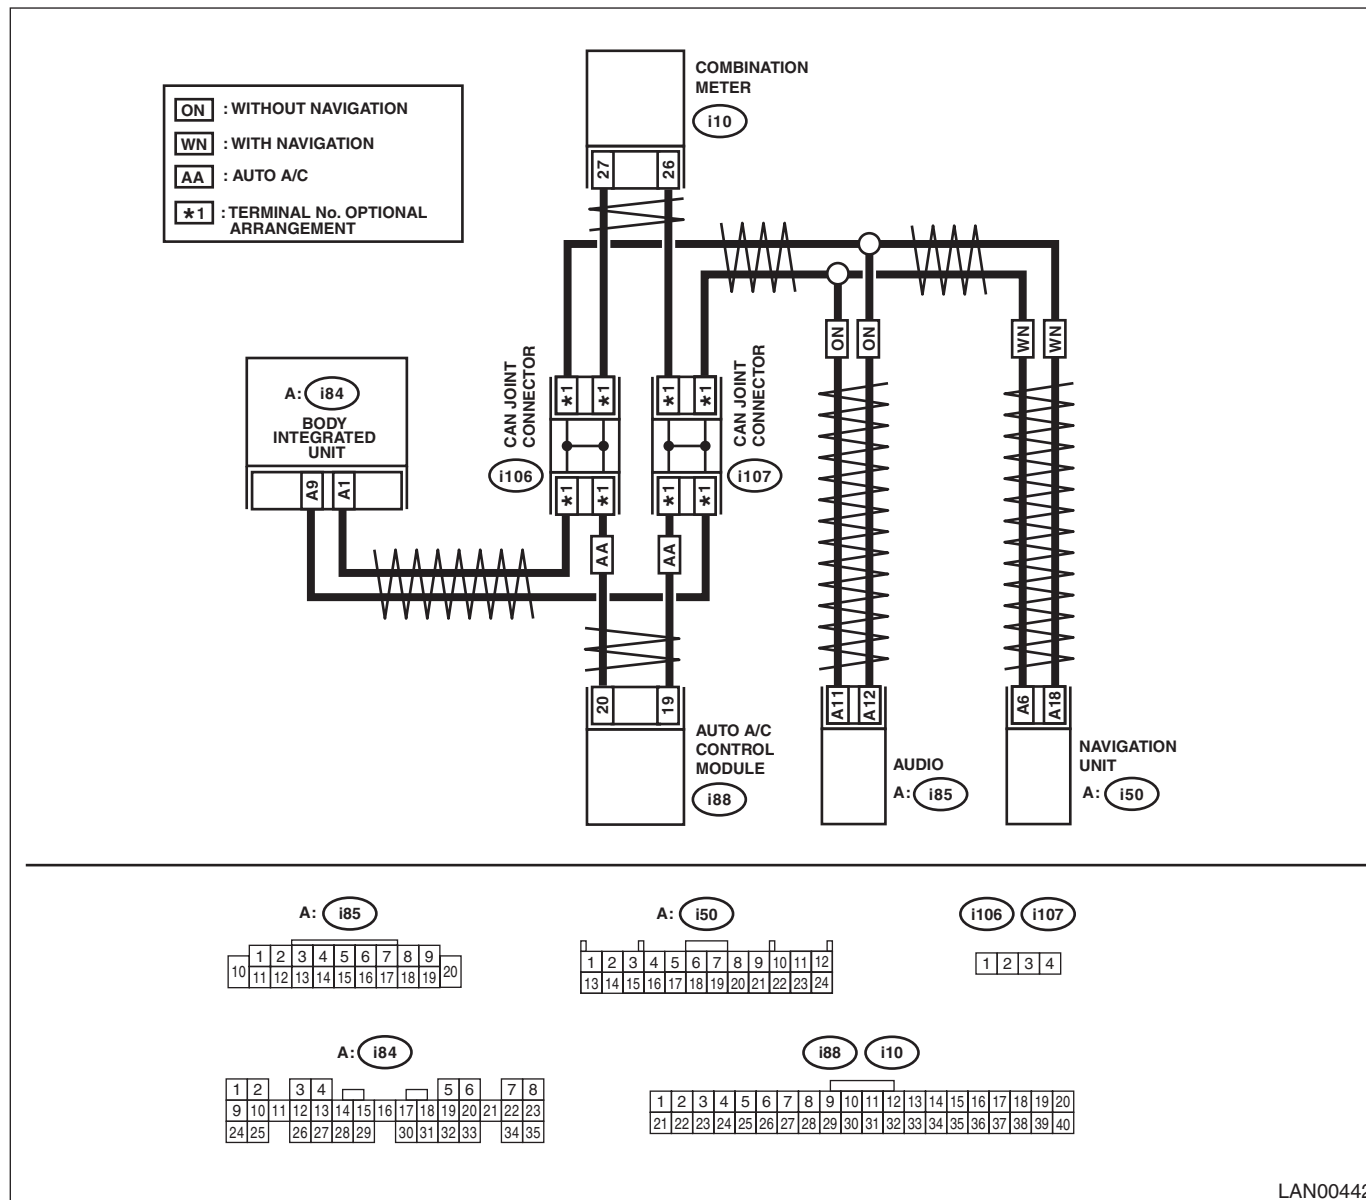 COMBINATION
METER
i10
ON : WITHOUT NAVIGATION
WN : WITH NAVIGATION
AA : AUTO A/C
*1 : TERMINAL No. OPTIONAL
ARRANGEMENT
27 26
ON ON WN WN
A: i84
BODY
INTEGRATED
UNIT
A9 A1
CAN JOINT
CONNECTOR
i106
*1 *1 *1 *1
CAN JOINT
CONNECTOR
i107
*1 *1 *1 *1
AA AA
20 19
AUTO A/C
CONTROL
MODULE
i88
A11 A12
AUDIO
A: i85
A6 A18
NAVIGATION
UNIT
A: i50
A: i85
1 2 3 4 5 6 7 8 9
10 11 12 13 14 15 16 17 18 19 20
A: i50
1 2 3 4 5 6 7 8 9 10 11 12
13 14 15 16 17 18 19 20 21 22 23 24
i106 i107
1 2 3 4
A: i84
1 2 3 4 5 6 7 8
9 10 11 12 13 14 15 16 17 18 19 20 21 22 23
24 25 26 27 28 29 30 31 32 33 34 35
i88 i10
1 2 3 4 5 6 7 8 9 10 11 12 13 14 15 16 17 18 19 20
21 22 23 24 25 26 27 28 29 30 31 32 33 34 35 36 37 38 39 40
LAN00442